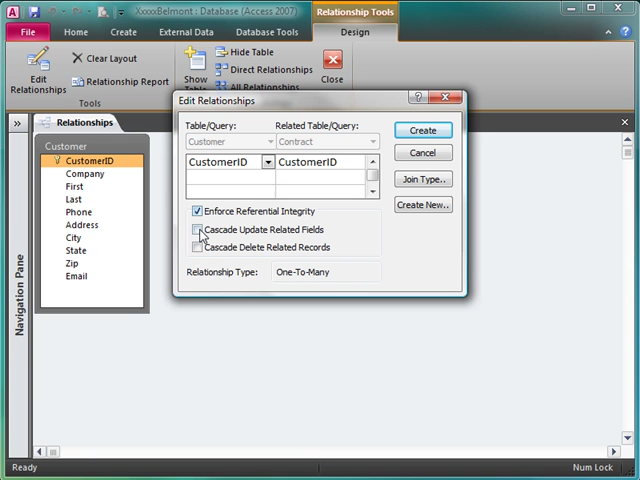 XxxxxBelmont : Database (Access 2007)
Relationship Tools
File
Home
Create
External Data
Database Tools
Design
Edit
Relationships
Clear Layout
Relationship Report
Tools
Show
Table
Hide Table
Direct Relationships
All Relationships
Close
Relationships
Customer
CustomerID
Company
First
Last
Phone
Address
City
State
Zip
Email
Navigation Pane
Edit Relationships
Table/Query:
Related Table/Query:
Customer
Contract
CustomerID
CustomerID
Enforce Referential Integrity
Cascade Update Related Fields
Cascade Delete Related Records
Relationship Type:
One-To-Many
Create
Cancel
Join Type..
Create New..
Ready
Num Lock